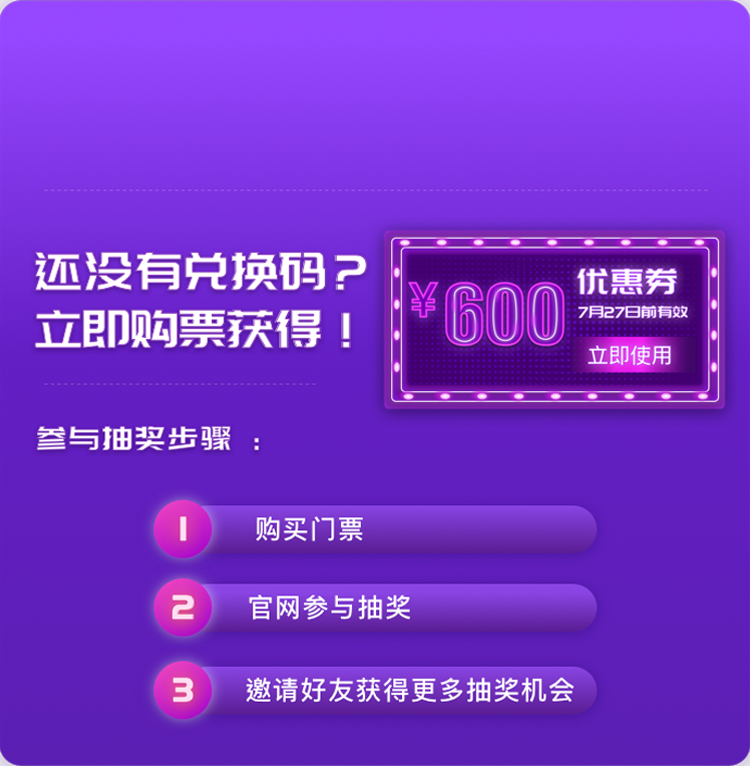 还没有兑换码？
立即购票获得！
¥600
优惠券
7月27日前有效
立即使用
参与抽奖步骤 ：
1 购买门票
2 官网参与抽奖
3 邀请好友获得更多抽奖机会